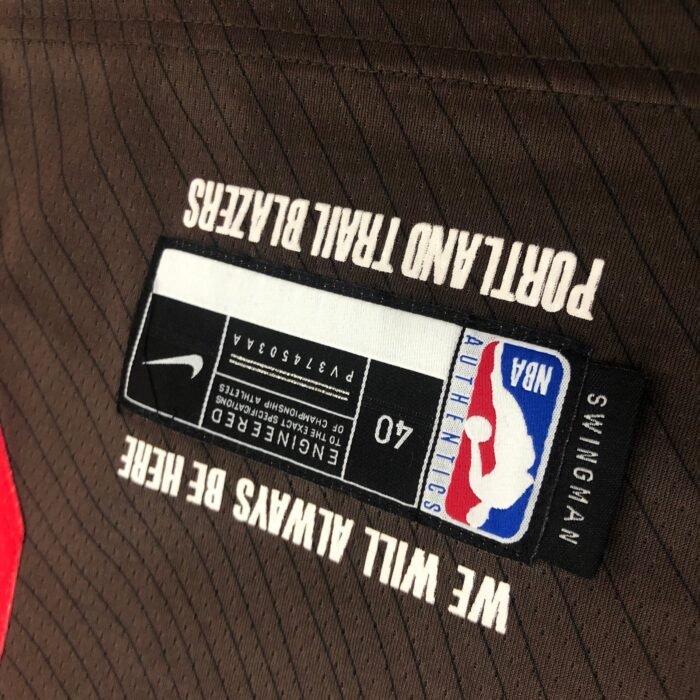 WE WILL ALWAYS BE HERE
SWINGMAN
NBA
AUTHENTICS
40
ENGINEERED
TO THE EXACT SPECIFICATIONS
OF CHAMPIONSHIP ATHLETES
PV374503AA
PORTLAND TRAIL BLAZERS